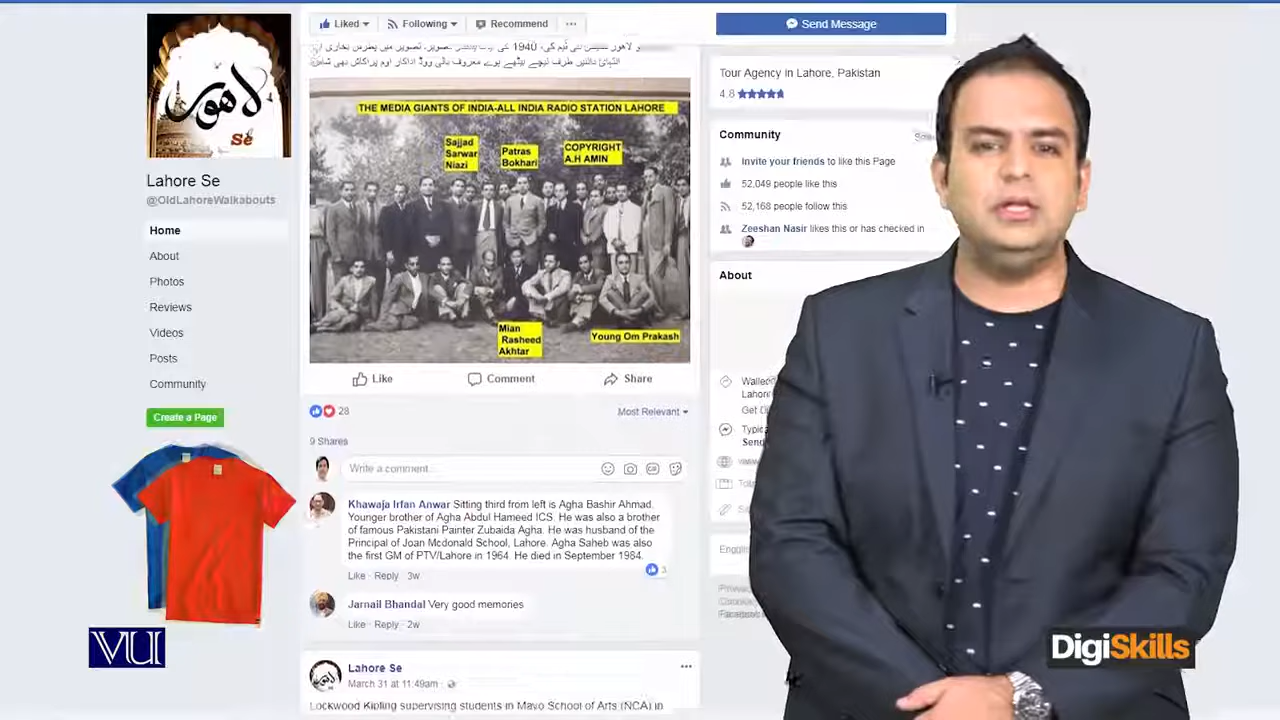 Liked
Following
Recommend
Send Message
لاہور
Se
Lahore Se
@OldLahoreWalkabouts
Home
About
Photos
Reviews
Videos
Posts
Community
Create a Page
THE MEDIA GIANTS OF INDIA-ALL INDIA RADIO STATION LAHORE
Sajjad
Sarwar
Niazi
Patras
Bokhari
COPYRIGHT
A.H AMIN
Mian
Rasheed
Akhtar
Young Om Prakash
Like
Comment
Share
28
Most Relevant
9 Shares
Write a comment...
Khawaja Irfan Anwar Sitting third from left is Agha Bashir Ahmad.
Younger brother of Agha Abdul Hameed ICS. He was also a brother
of famous Pakistani Painter Zubaida Agha. He was husband of the
Principal of Joan Mcdonald School, Lahore. Agha Saheb was also
the first GM of PTV/Lahore in 1964. He died in September 1984.
3
Like · Reply · 3w
Jarnail Bhandal Very good memories
Like · Reply · 2w
Lahore Se
March 31 at 11:49am
Lockwood Kipling supervising students in Mayo School of Arts (NCA) in
Tour Agency in Lahore, Pakistan
4.8
Community
Invite your friends to like this Page
52,049 people like this
52,168 people follow this
Zeeshan Nasir likes this or has checked in
About
VU
DigiSkills